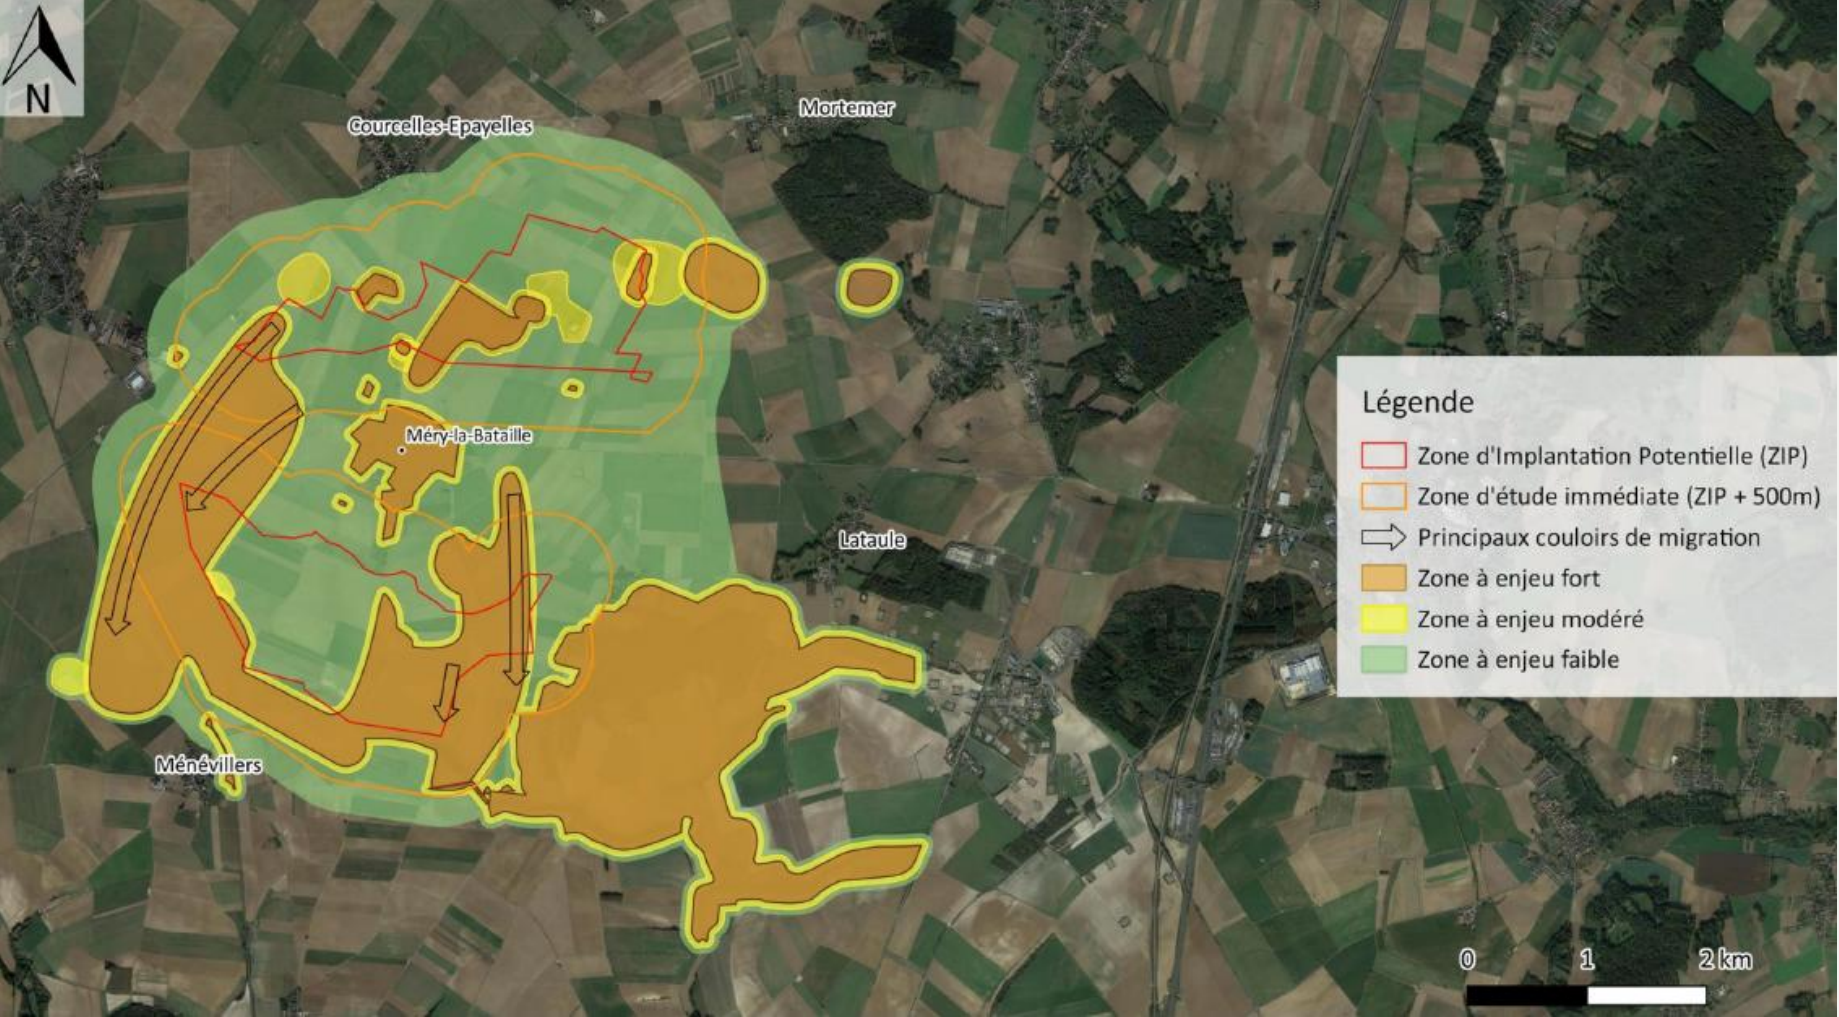 N
Courcelles-Epayelles
Mortemer
Méry-la-Bataille
Lataule
Ménévillers
Légende
Zone d'Implantation Potentielle (ZIP)
Zone d'étude immédiate (ZIP + 500m)
Principaux couloirs de migration
Zone à enjeu fort
Zone à enjeu modéré
Zone à enjeu faible
0 1 2 km